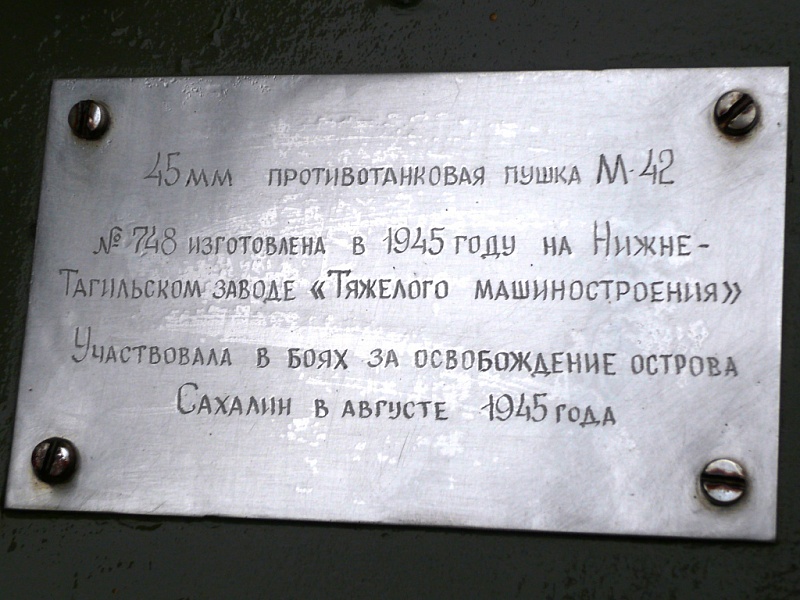 45мм противотанковая пушка М-42
№ 748 изготовлена в 1945 году на Нижне-
Тагильском заводе «Тяжелого машиностроения»
Участвовала в боях за освобождение острова
Сахалин в августе 1945 года